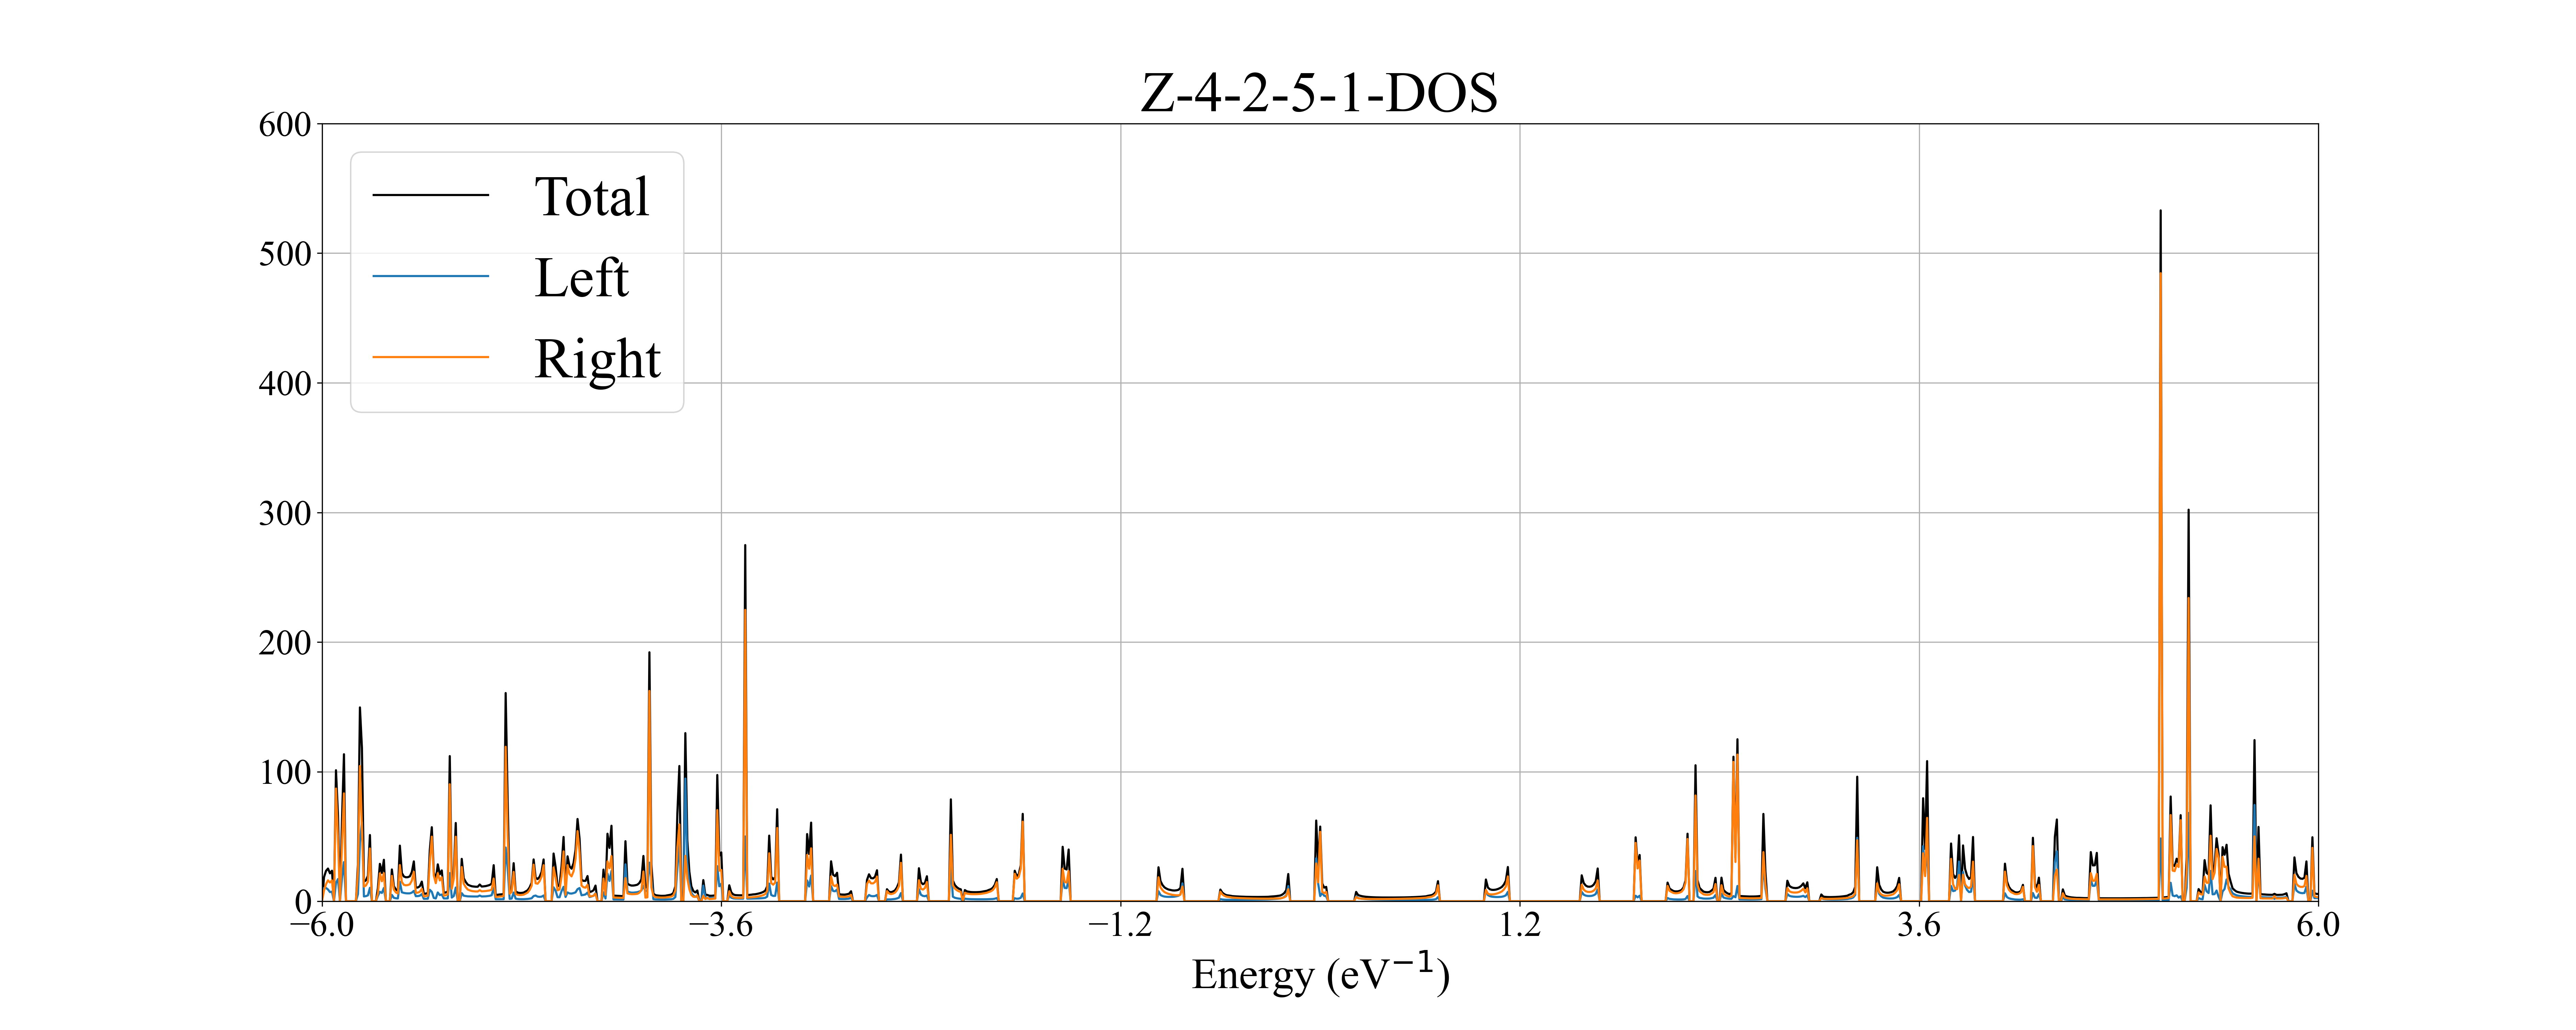 Z-4-2-5-1-DOS
600
500
400
300
200
100
0
Total
Left
Right
−6.0 −3.6 −1.2 1.2 3.6 6.0
Energy (eV⁻¹)